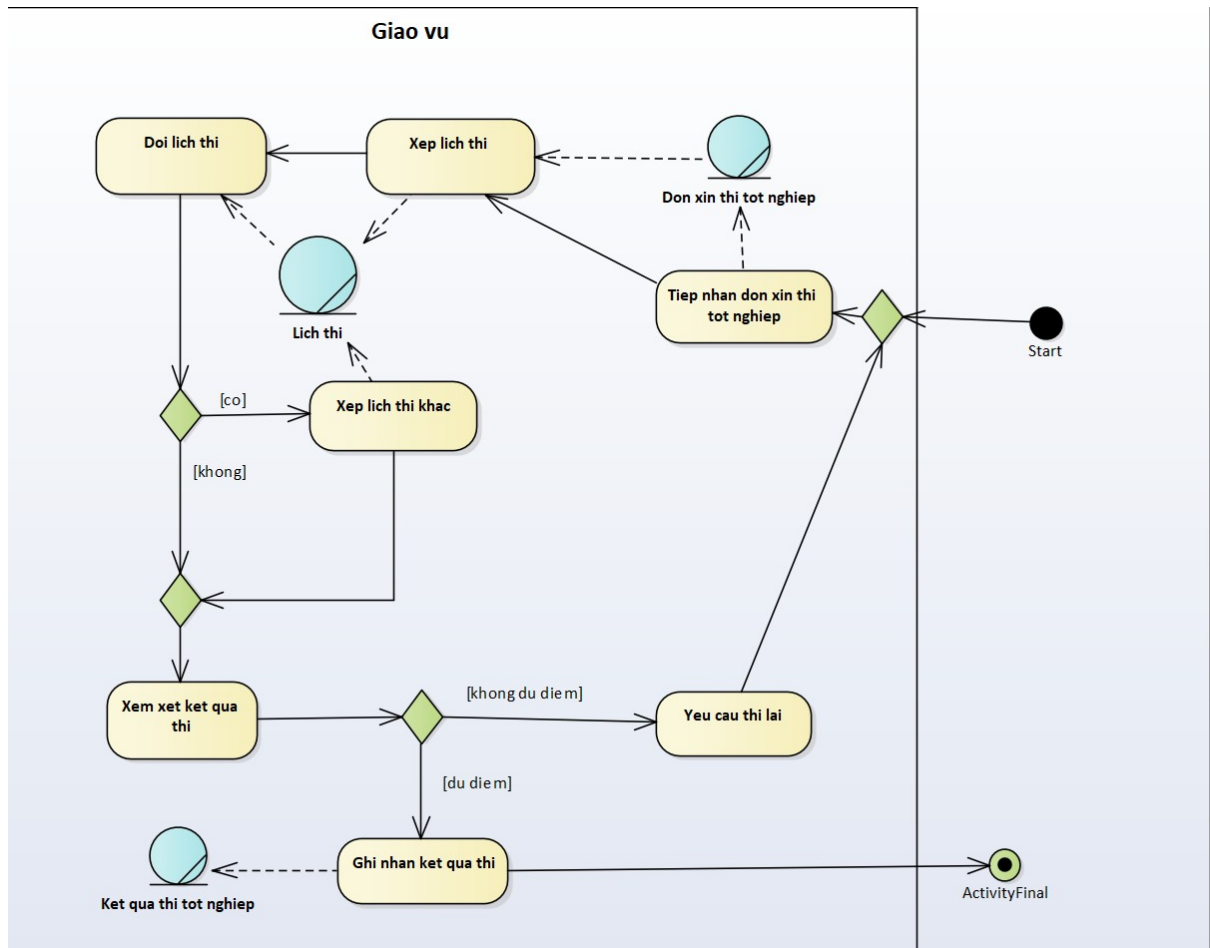 Giao vu
Doi lich thi
Xep lich thi
Don xin thi tot nghiep
Tiep nhan don xin thi
tot nghiep
Start
Lich thi
[co]
Xep lich thi khac
[khong]
Xem xet ket qua
thi
[khong du diem]
Yeu cau thi lai
[du diem]
Ghi nhan ket qua thi
Ket qua thi tot nghiep
ActivityFinal